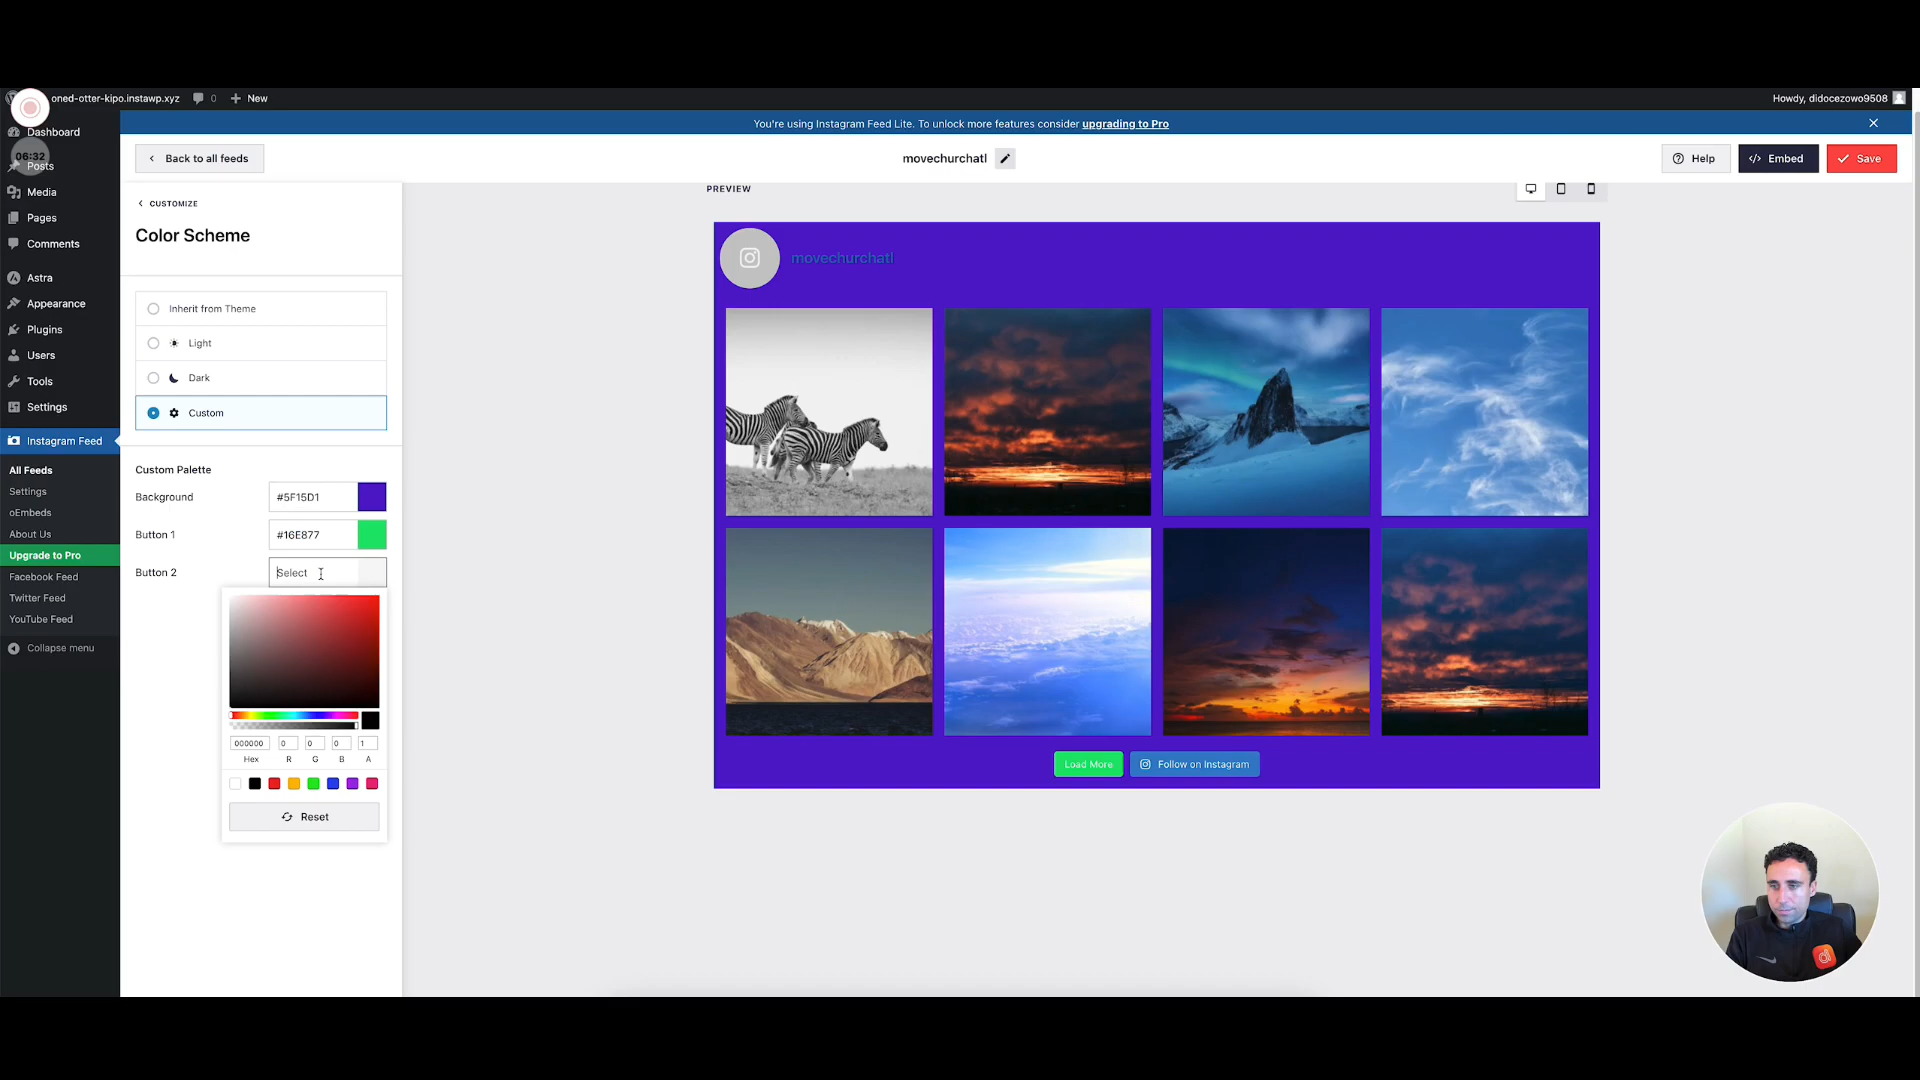 oned-otter-kipo.instawp.xyz
0
New
Howdy, didocezowo9508
Dashboard
06:32
Posts
Media
Pages
Comments
Astra
Appearance
Plugins
Users
Tools
Settings
Instagram Feed
All Feeds
Settings
oEmbeds
About Us
Upgrade to Pro
Facebook Feed
Twitter Feed
YouTube Feed
Collapse menu
You're using Instagram Feed Lite. To unlock more features consider upgrading to Pro
Back to all feeds
movechurchatl
Help
</> Embed
Save
CUSTOMIZE
Color Scheme
Inherit from Theme
Light
Dark
Custom
Custom Palette
Background #5F15D1
Button 1 #16E877
Button 2 Select
000000 0 0 0 1
Hex R G B A
Reset
PREVIEW
movechurchatl
Load More
Follow on Instagram